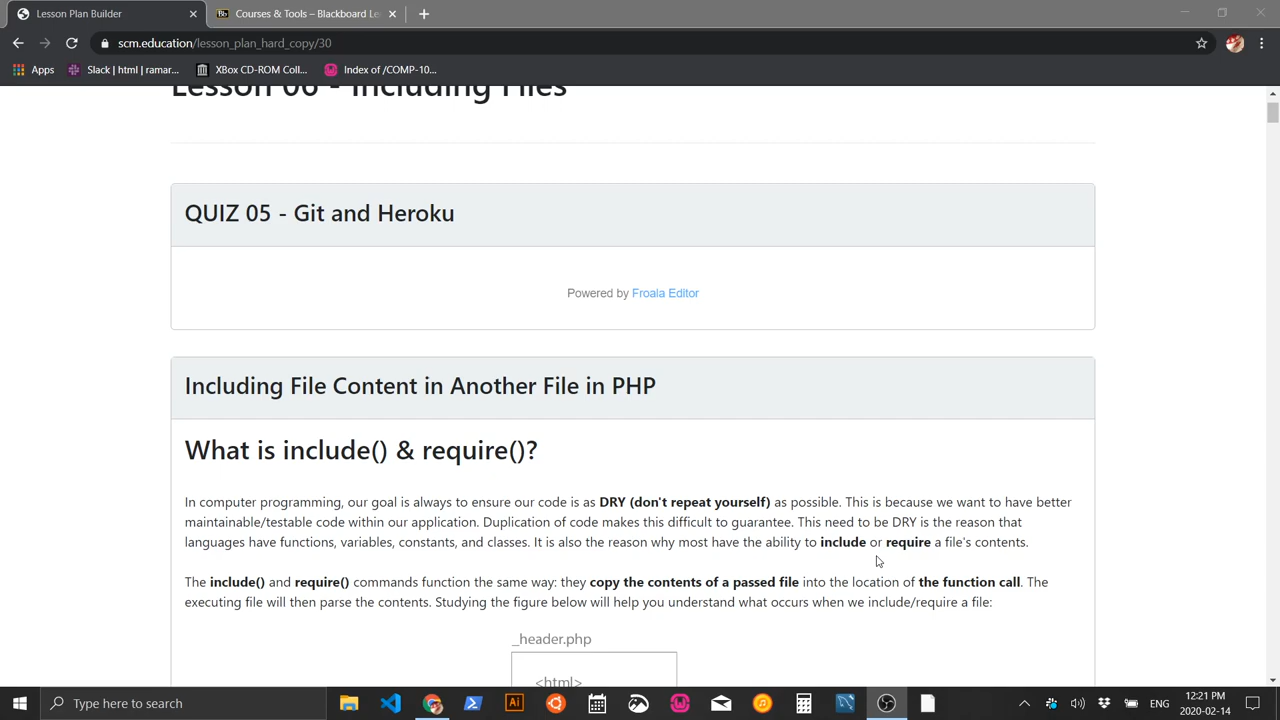 Lesson Plan Builder
Courses & Tools – Blackboard Le
scm.education/lesson_plan_hard_copy/30
Apps
Slack | html | ramar...
XBox CD-ROM Coll...
Index of /COMP-10...
Lesson 06 - Including Files
QUIZ 05 - Git and Heroku
Powered by Froala Editor
Including File Content in Another File in PHP
What is include() & require()?
In computer programming, our goal is always to ensure our code is as DRY (don't repeat yourself) as possible. This is because we want to have better
maintainable/testable code within our application. Duplication of code makes this difficult to guarantee. This need to be DRY is the reason that
languages have functions, variables, constants, and classes. It is also the reason why most have the ability to include or require a file's contents.
The include() and require() commands function the same way: they copy the contents of a passed file into the location of the function call. The
executing file will then parse the contents. Studying the figure below will help you understand what occurs when we include/require a file:
_header.php
<html>
Type here to search
ENG
12:21 PM
2020-02-14